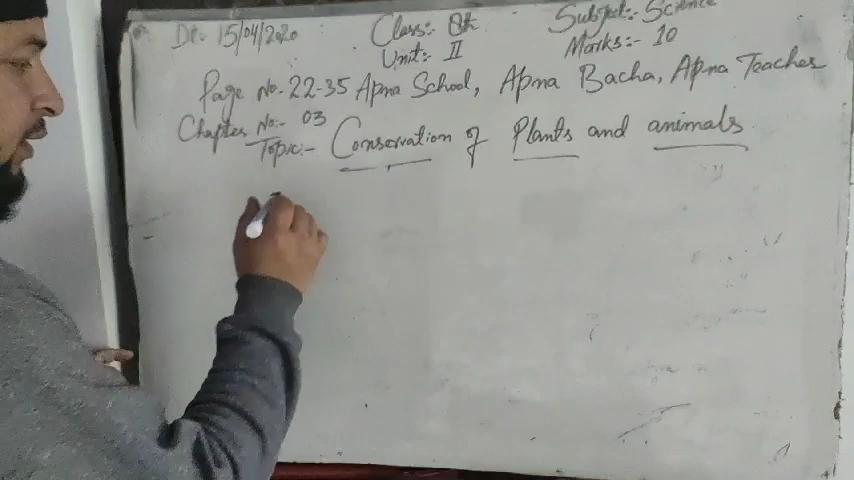 Dt:- 15/04/2020 Class:- 8th Subject:- Science
Unit:- II Marks:- 10
Page No. 22-35 Apna School, Apna Bacha, Apna Teacher
Chapter No:- 03
Topic:- Conservation of Plants and animals